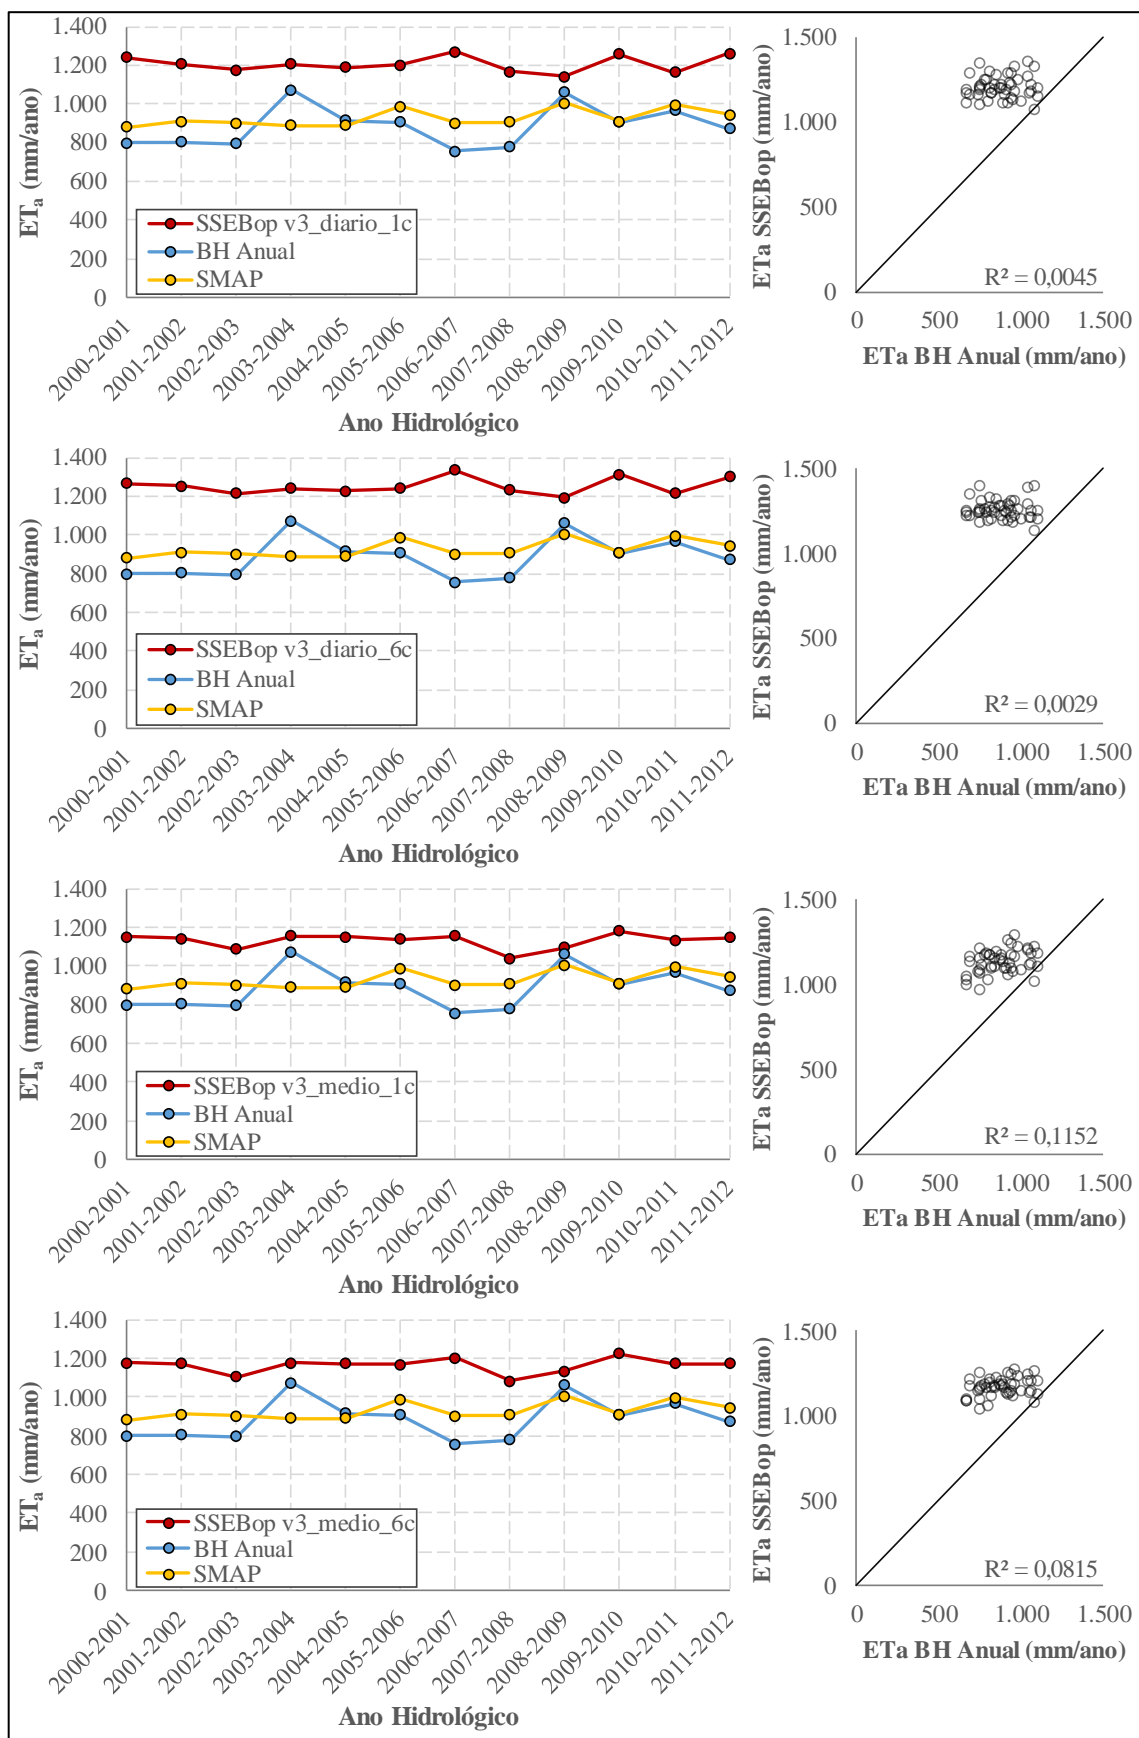 1.400
1.200
1.000
800
600
400
200
0
ETa (mm/ano)
SSEBop v3_diario_1c
BH Anual
SMAP
2000-2001
2001-2002
2002-2003
2003-2004
2004-2005
2005-2006
2006-2007
2007-2008
2008-2009
2009-2010
2010-2011
2011-2012
Ano Hidrológico
1.500
1.000
500
0
ETa SSEBop (mm/ano)
R² = 0,0045
0 500 1.000 1.500
ETa BH Anual (mm/ano)
1.400
1.200
1.000
800
600
400
200
0
ETa (mm/ano)
SSEBop v3_diario_6c
BH Anual
SMAP
2000-2001
2001-2002
2002-2003
2003-2004
2004-2005
2005-2006
2006-2007
2007-2008
2008-2009
2009-2010
2010-2011
2011-2012
Ano Hidrológico
1.500
1.000
500
0
ETa SSEBop (mm/ano)
R² = 0,0029
0 500 1.000 1.500
ETa BH Anual (mm/ano)
1.400
1.200
1.000
800
600
400
200
0
ETa (mm/ano)
SSEBop v3_medio_1c
BH Anual
SMAP
2000-2001
2001-2002
2002-2003
2003-2004
2004-2005
2005-2006
2006-2007
2007-2008
2008-2009
2009-2010
2010-2011
2011-2012
Ano Hidrológico
1.500
1.000
500
0
ETa SSEBop (mm/ano)
R² = 0,1152
0 500 1.000 1.500
ETa BH Anual (mm/ano)
1.400
1.200
1.000
800
600
400
200
0
ETa (mm/ano)
SSEBop v3_medio_6c
BH Anual
SMAP
2000-2001
2001-2002
2002-2003
2003-2004
2004-2005
2005-2006
2006-2007
2007-2008
2008-2009
2009-2010
2010-2011
2011-2012
Ano Hidrológico
1.500
1.000
500
0
ETa SSEBop (mm/ano)
R² = 0,0815
0 500 1.000 1.500
ETa BH Anual (mm/ano)